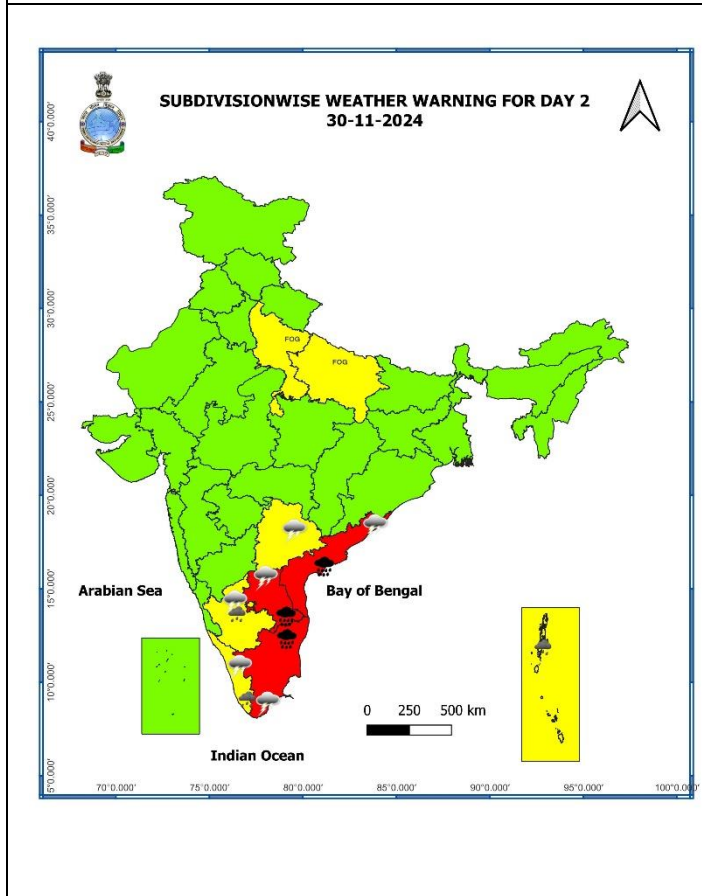 SUBDIVISIONWISE WEATHER WARNING FOR DAY 2
30-11-2024
40°0.000'
35°0.000'
30°0.000'
25°0.000'
20°0.000'
15°0.000'
10°0.000'
5°0.000'
FOG
FOG
Arabian Sea
Bay of Bengal
0 250 500 km
Indian Ocean
70°0.000' 75°0.000' 80°0.000' 85°0.000' 90°0.000' 95°0.000' 100°0.0